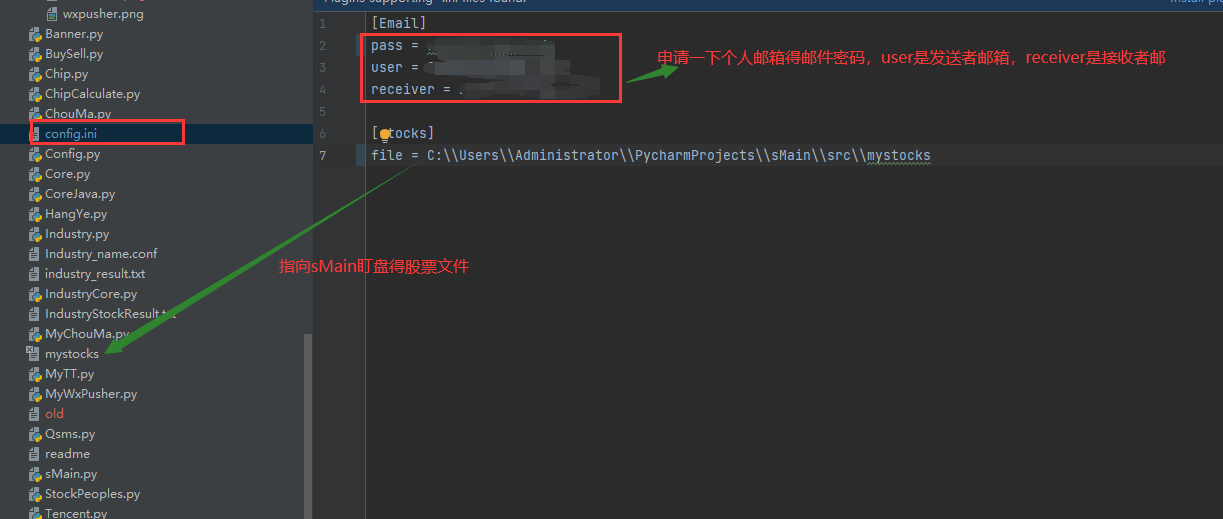 wxpusher.png
Banner.py
BuySell.py
Chip.py
ChipCalculate.py
ChouMa.py
config.ini
Config.py
Core.py
CoreJava.py
HangYe.py
Industry.py
Industry_name.conf
industry_result.txt
IndustryCore.py
IndustryStockResult.txt
MyChouMa.py
mystocks
MyTT.py
MyWxPusher.py
old
Qsms.py
readme
sMain.py
StockPeoples.py
Tencent.py
1 [Email]
2 pass =
3 user =
4 receiver =
5
6 [tocks]
7 file = C:\\Users\\Administrator\\PycharmProjects\\sMain\\src\\mystocks
申请一下个人邮箱得邮件密码，user是发送者邮箱，receiver是接收者邮
指向sMain盯盘得股票文件